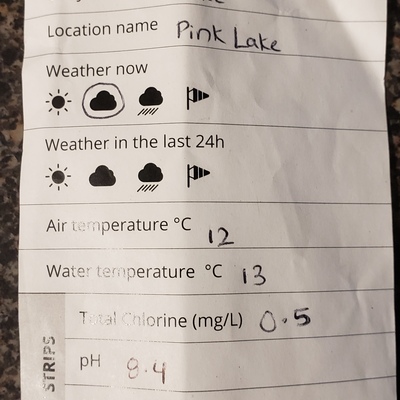 Location name Pink Lake
Weather now
Weather in the last 24h
Air temperature °C 12
Water temperature °C 13
Total Chlorine (mg/L) 0.5
STRIPS
pH 8.4